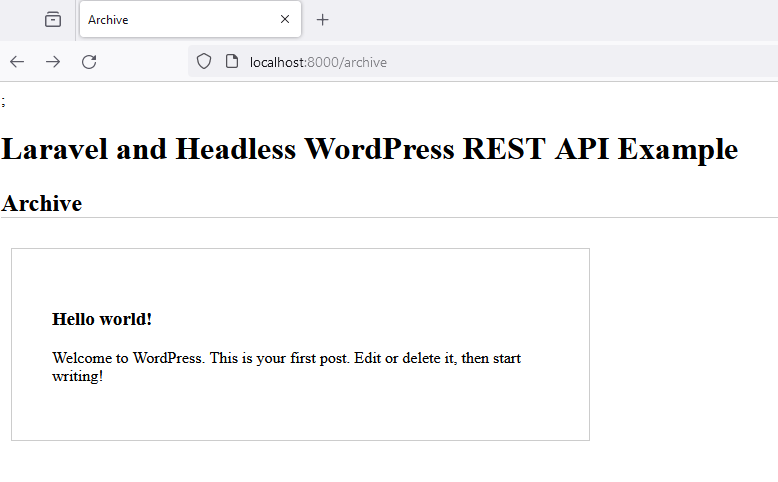 Archive
localhost:8000/archive
;
Laravel and Headless WordPress REST API Example
Archive
Hello world!
Welcome to WordPress. This is your first post. Edit or delete it, then start
writing!